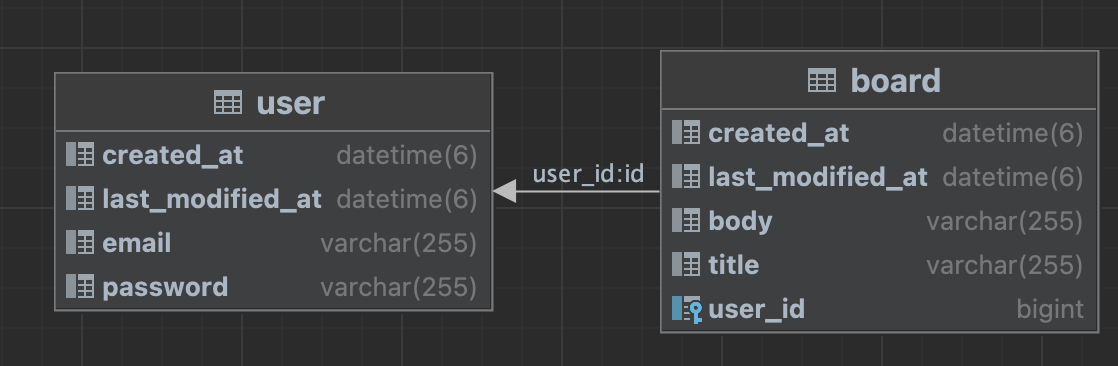 user
created_at datetime(6)
last_modified_at datetime(6)
email varchar(255)
password varchar(255)
user_id:id
board
created_at datetime(6)
last_modified_at datetime(6)
body varchar(255)
title varchar(255)
user_id bigint